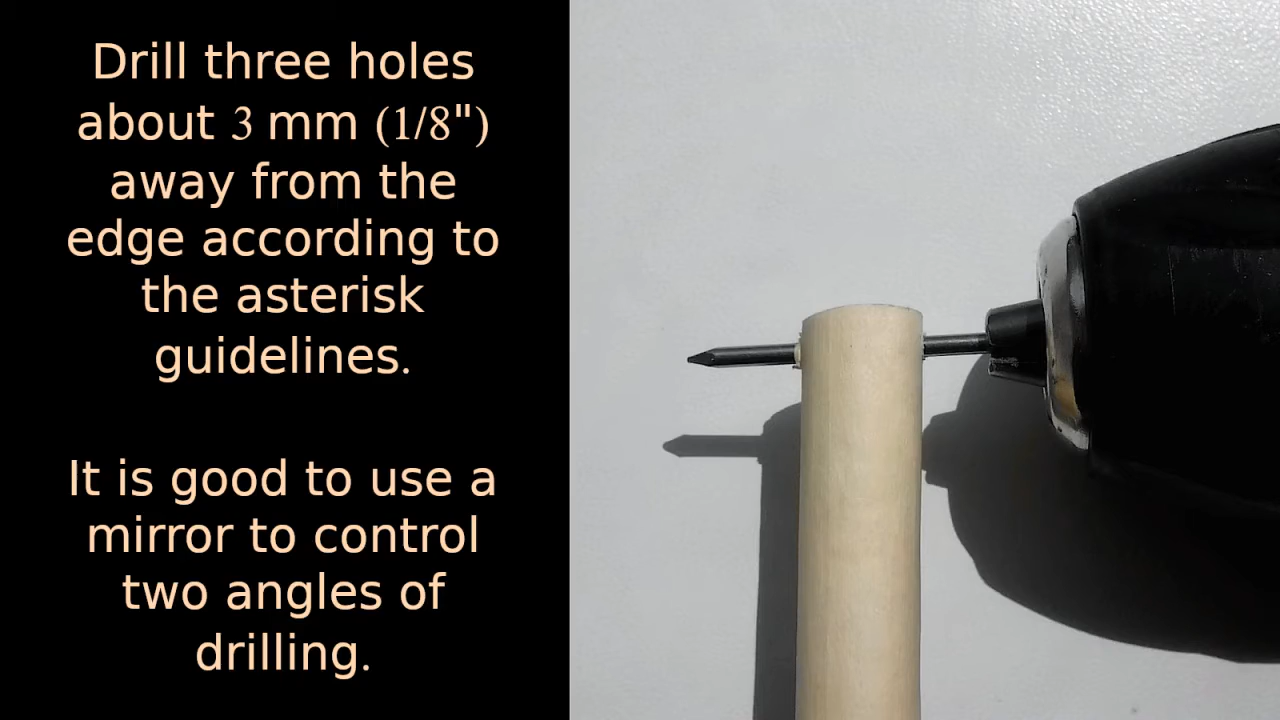 Drill three holes
about 3 mm (1/8")
away from the
edge according to
the asterisk
guidelines.
It is good to use a
mirror to control
two angles of
drilling.